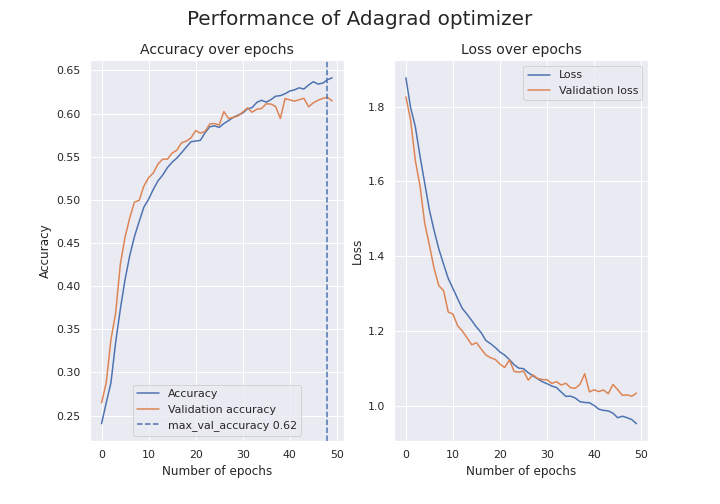 Performance of Adagrad optimizer
Accuracy over epochs
0.65
0.60
0.55
0.50
0.45
0.40
0.35
0.30
0.25
Accuracy
Accuracy
Validation accuracy
max_val_accuracy 0.62
0 10 20 30 40 50
Number of epochs
Loss over epochs
Loss
Validation loss
1.8
1.6
1.4
1.2
1.0
Loss
0 10 20 30 40 50
Number of epochs